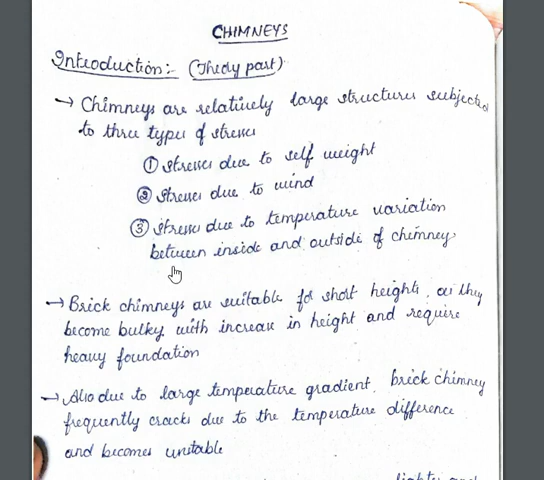 CHIMNEYS
Introduction:- (Theory part)
→ Chimneys are relatively large structures subjected
to three types of stresses
① stresses due to self weight
② stresses due to wind
③ stresses due to temperature variation
between inside and outside of chimney
→ Brick chimneys are suitable for short heights, as they
become bulky with increase in height and require
heavy foundation
→ Also due to large temperature gradient, brick chimney
frequently cracks due to the temperature difference
and becomes unstable
lighter and